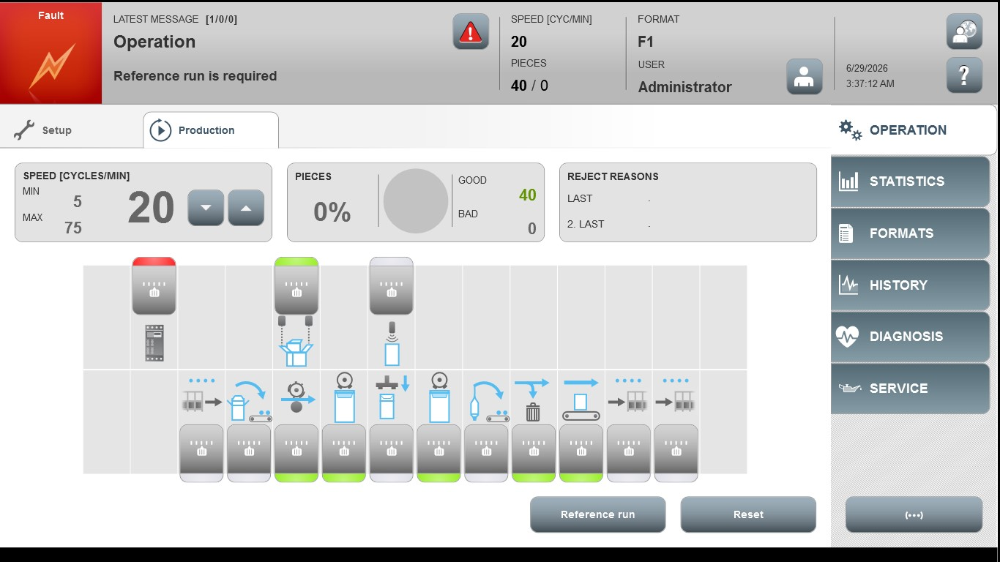 Fault
LATEST MESSAGE [1/0/0]
Operation
Reference run is required
SPEED [CYC/MIN]
20
PIECES
40 / 0
FORMAT
F1
USER
Administrator
6/29/2026
3:37:12 AM
?
Setup
Production
SPEED [CYCLES/MIN]
MIN
5
MAX
75
20
PIECES
0%
GOOD
40
BAD
0
REJECT REASONS
LAST .
2. LAST .
OPERATION
STATISTICS
FORMATS
HISTORY
DIAGNOSIS
SERVICE
Reference run
Reset
(•••)